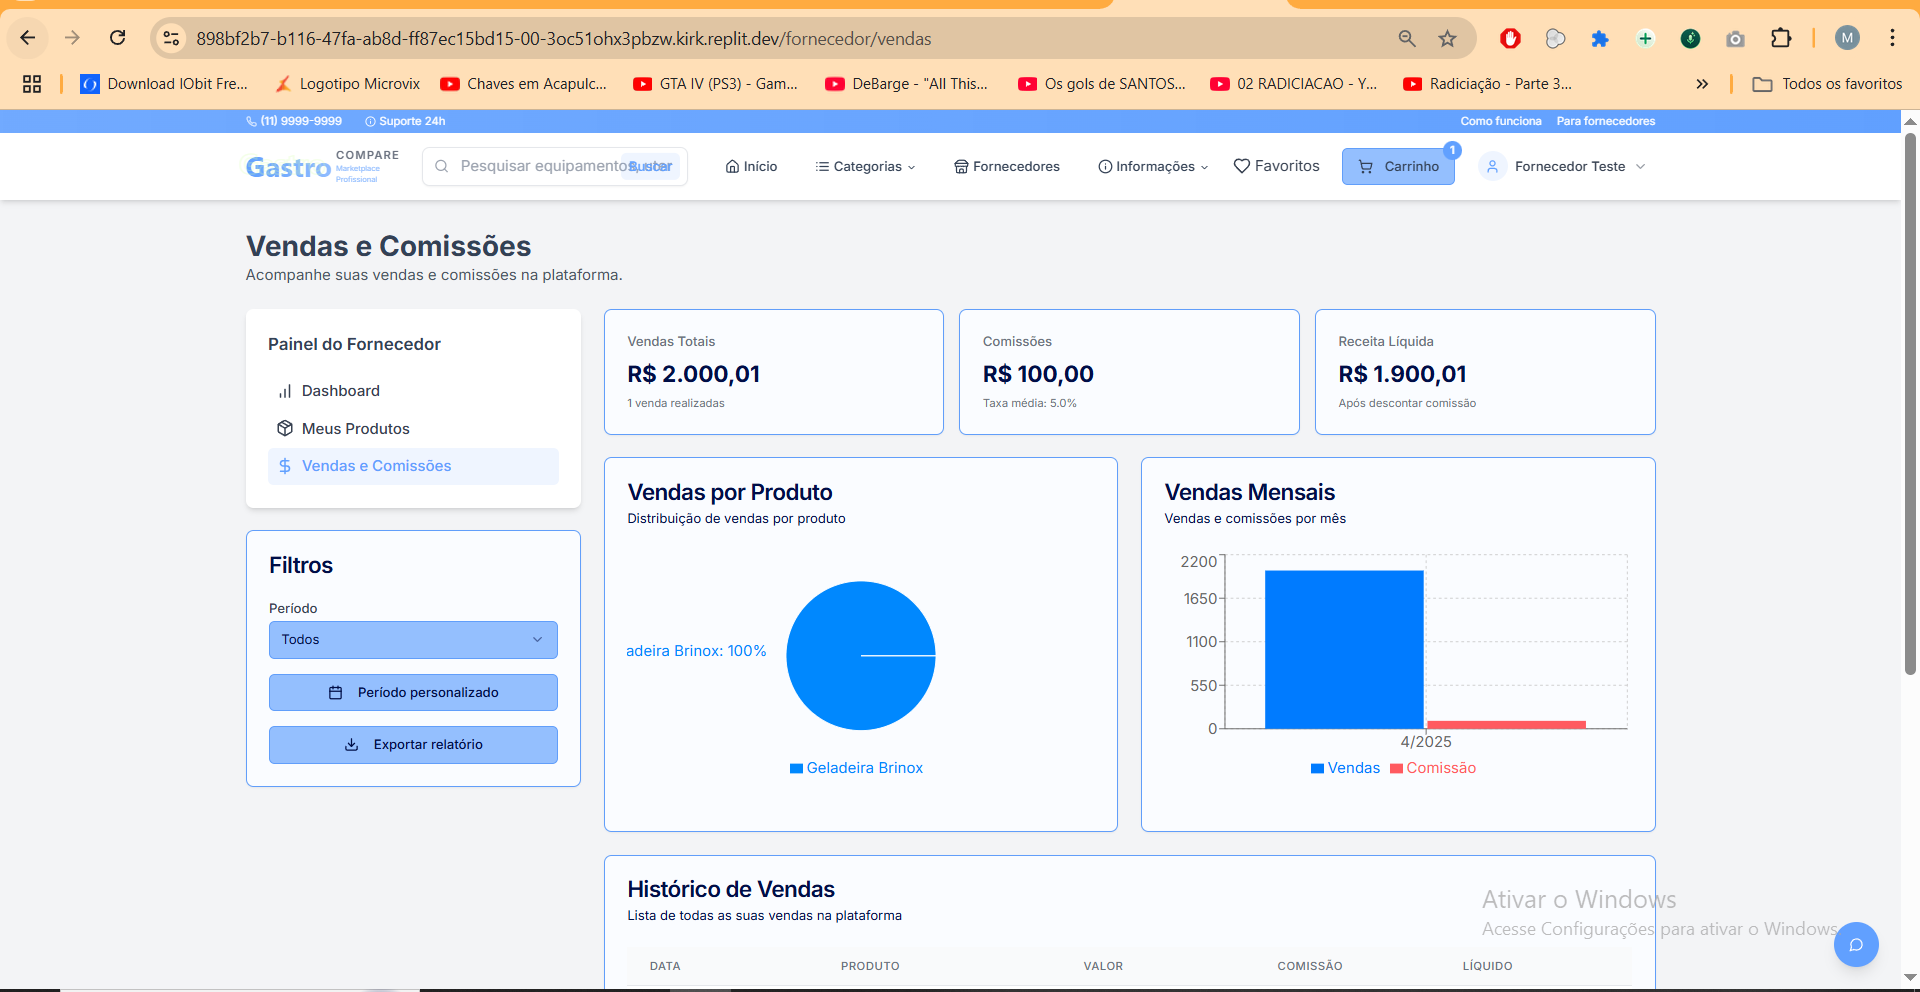 898bf2b7-b116-47fa-ab8d-ff87ec15bd15-00-3oc51ohx3pbzw.kirk.replit.dev/fornecedor/vendas
M
Download IObit Fre...
Logotipo Microvix
Chaves em Acapulc...
GTA IV (PS3) - Gam...
DeBarge - "All This...
Os gols de SANTOS...
02 RADICIACAO - Y...
Radiciação - Parte 3...
Todos os favoritos
(11) 9999-9999
Suporte 24h
Como funciona
Para fornecedores
Gastro
COMPARE
Marketplace
Profissional
Pesquisar equipamentos,
Buscar
Início
Categorias
Fornecedores
Informações
Favoritos
Carrinho
1
Fornecedor Teste
Vendas e Comissões
Acompanhe suas vendas e comissões na plataforma.
Painel do Fornecedor
Dashboard
Meus Produtos
Vendas e Comissões
Filtros
Período
Todos
Período personalizado
Exportar relatório
Vendas Totais
R$ 2.000,01
1 venda realizadas
Comissões
R$ 100,00
Taxa média: 5.0%
Receita Líquida
R$ 1.900,01
Após descontar comissão
Vendas por Produto
Distribuição de vendas por produto
adeira Brinox: 100%
Geladeira Brinox
Vendas Mensais
Vendas e comissões por mês
2200
1650
1100
550
0
4/2025
Vendas
Comissão
Histórico de Vendas
Lista de todas as suas vendas na plataforma
DATA
PRODUTO
VALOR
COMISSÃO
LÍQUIDO
Ativar o Windows
Acesse Configurações para ativar o Windows.